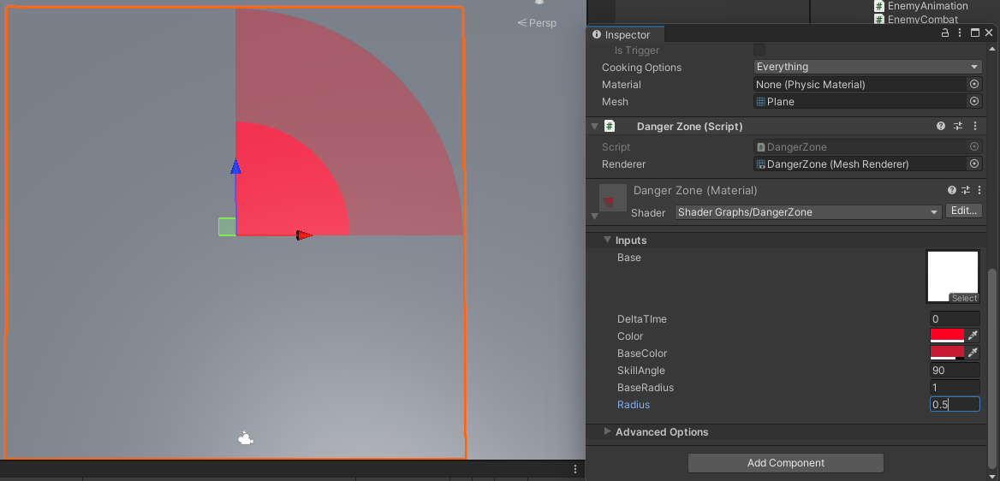 EnemyAnimation
EnemyCombat
Persp
Inspector
Is Trigger
Cooking Options Everything
Material None (Physic Material)
Mesh Plane
# Danger Zone (Script)
Script DangerZone
Renderer DangerZone (Mesh Renderer)
Danger Zone (Material)
Shader Shader Graphs/DangerZone Edit...
Inputs
Base
Select
DeltaTIme 0
Color
BaseColor
SkillAngle 90
BaseRadius 1
Radius 0.5
Advanced Options
Add Component